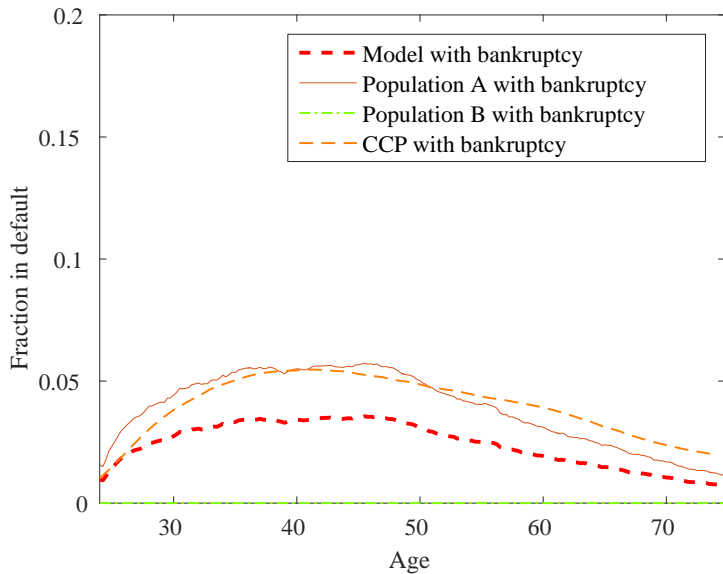 0.2
Model with bankruptcy
Population A with bankruptcy
Population B with bankruptcy
CCP with bankruptcy
0.15
Fraction in default
0.1
0.05
0
30 40 50 60 70
Age